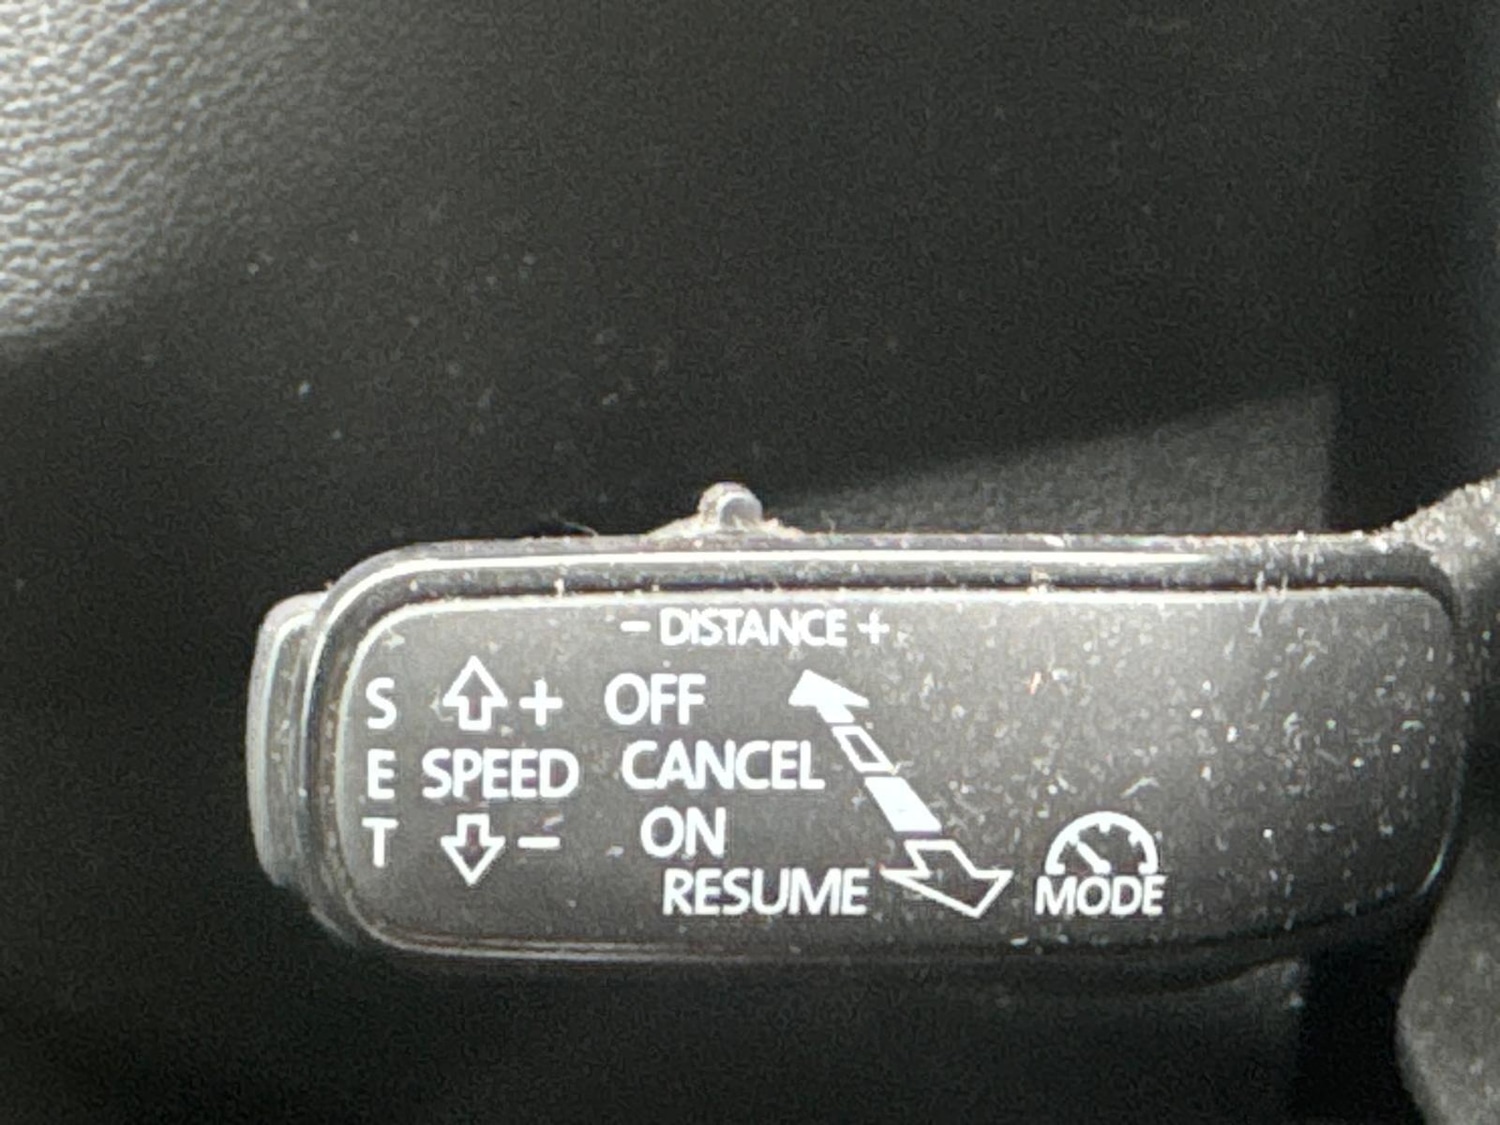 - DISTANCE +
S + OFF
E SPEED CANCEL
T - ON
RESUME
MODE